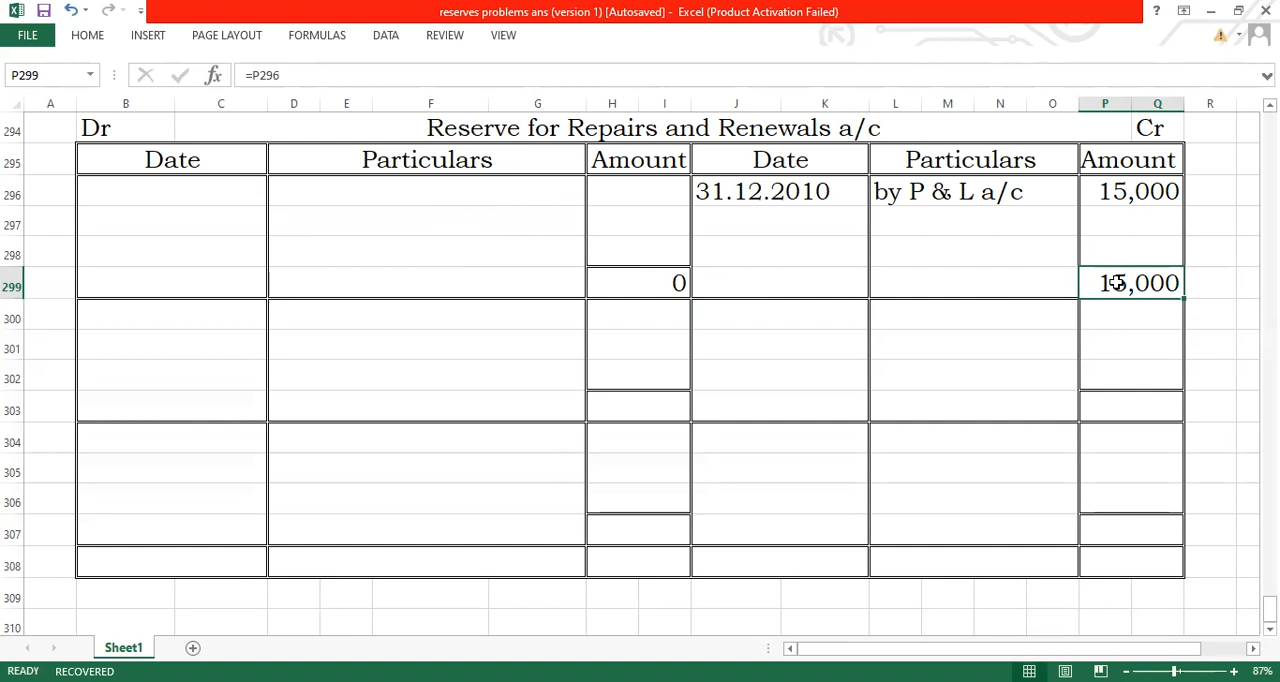 reserves problems ans (version 1) [Autosaved] - Excel (Product Activation Failed)
FILE HOME INSERT PAGE LAYOUT FORMULAS DATA REVIEW VIEW
P299 fx =P296
A B C D E F G H I J K L M N O P Q R
294 Dr Reserve for Repairs and Renewals a/c Cr
295 Date Particulars Amount Date Particulars Amount
296 31.12.2010 by P & L a/c 15,000
297
298
299 0 15,000
300
301
302
303
304
305
306
307
308
309
310
Sheet1
READY RECOVERED 87%